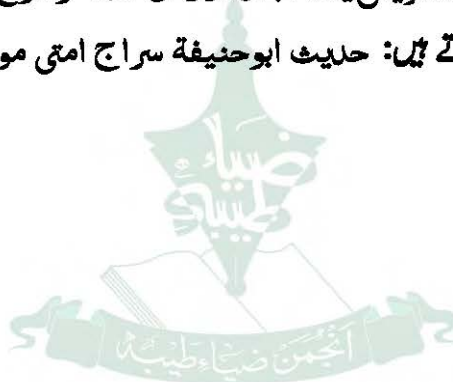 تے ہیں: حدیث ابوحنیفة سراج امتی مو
ضیاء
طیبہ
انجمن ضیاء طیبہ